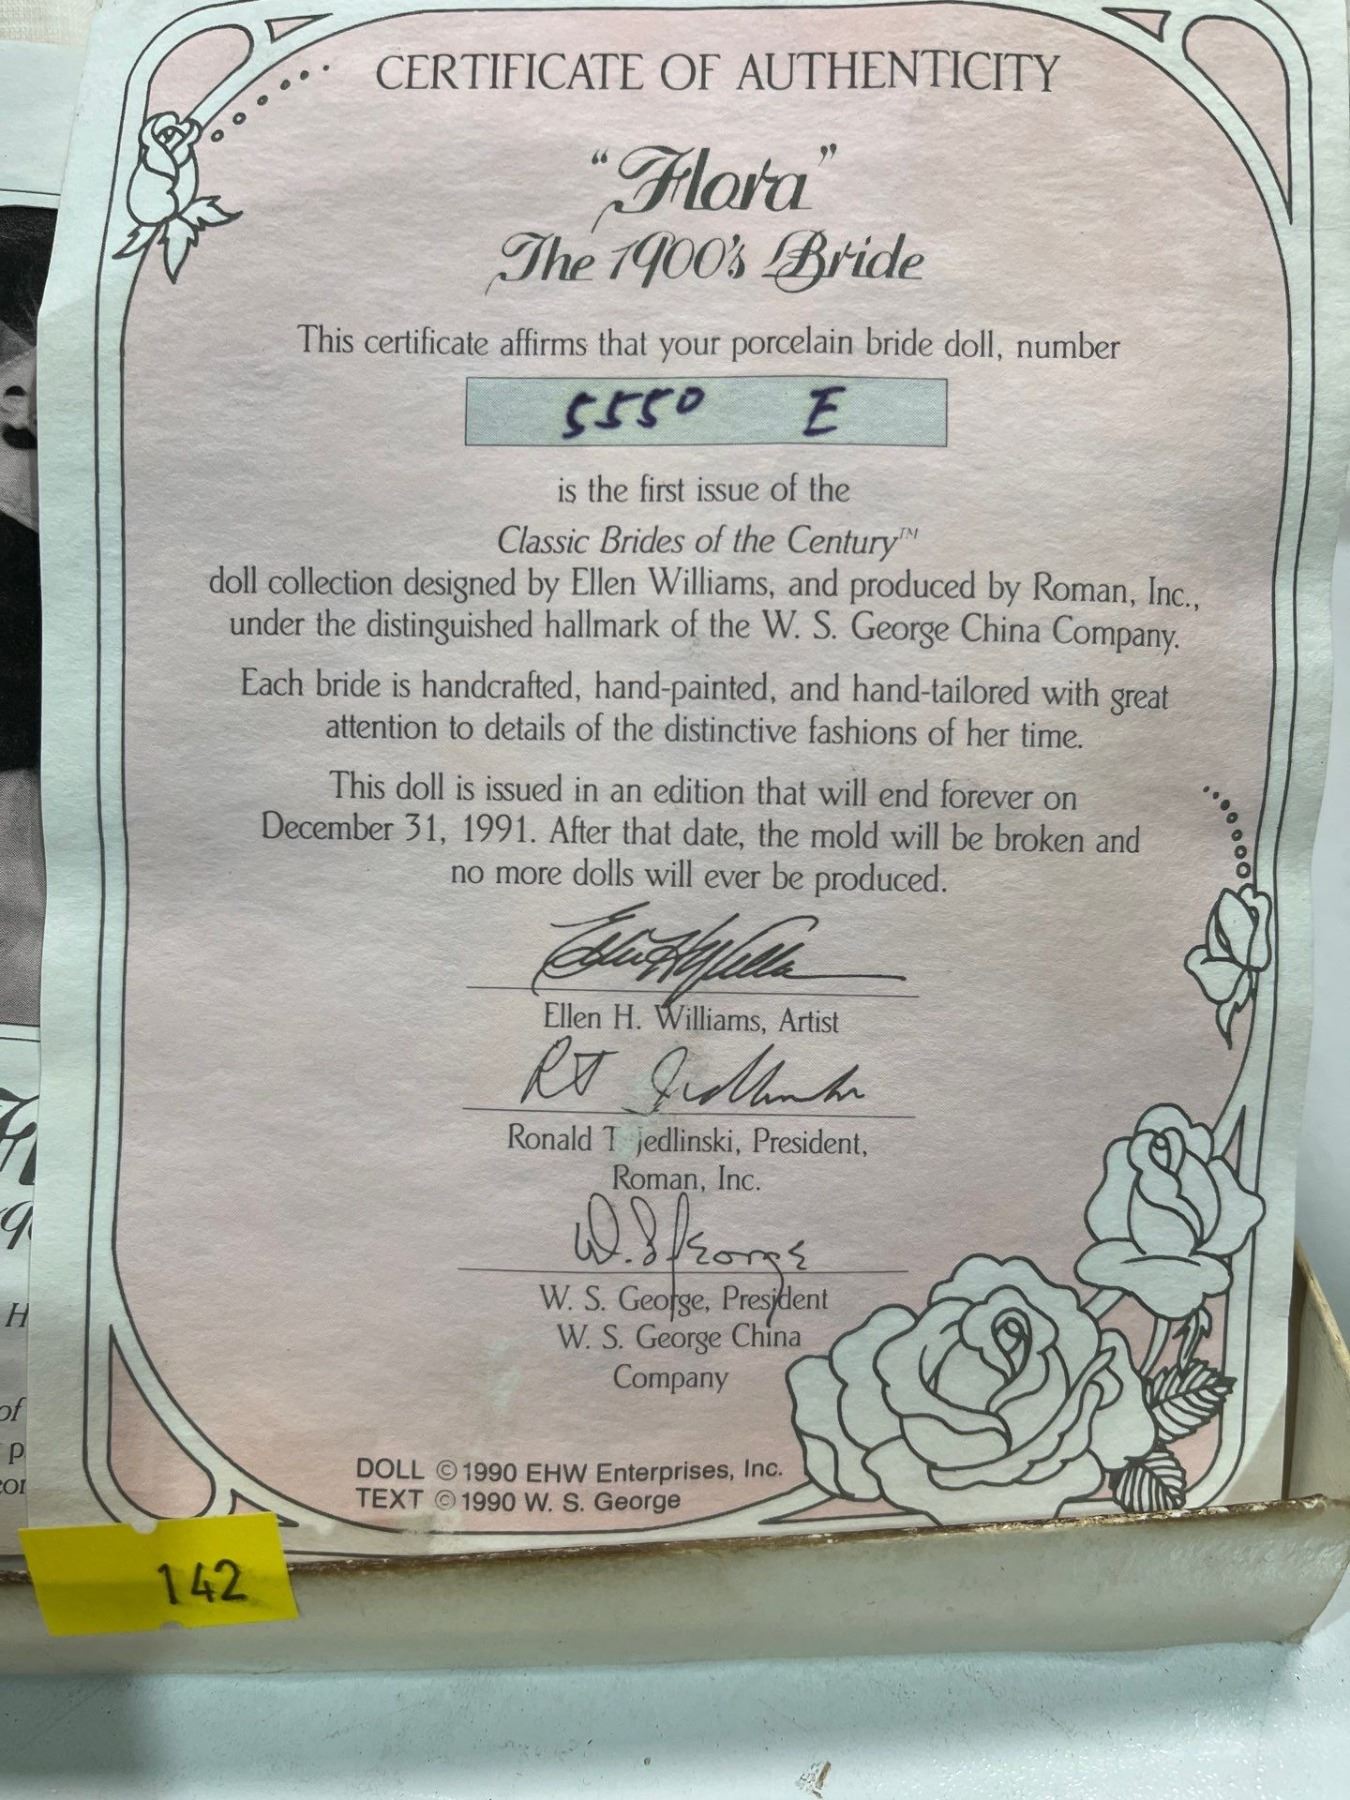 CERTIFICATE OF AUTHENTICITY
"Flora"
The 1900's Bride
This certificate affirms that your porcelain bride doll, number
5550 E
is the first issue of the
Classic Brides of the Century™
doll collection designed by Ellen Williams, and produced by Roman, Inc.,
under the distinguished hallmark of the W. S. George China Company.
Each bride is handcrafted, hand-painted, and hand-tailored with great
attention to details of the distinctive fashions of her time.
This doll is issued in an edition that will end forever on
December 31, 1991. After that date, the mold will be broken and
no more dolls will ever be produced.
Ellen H. Williams, Artist
Ronald T jedlinski, President,
Roman, Inc.
W. S. George
W. S. George, President
W. S. George China
Company
DOLL © 1990 EHW Enterprises, Inc.
TEXT © 1990 W. S. George
142
H
of
p